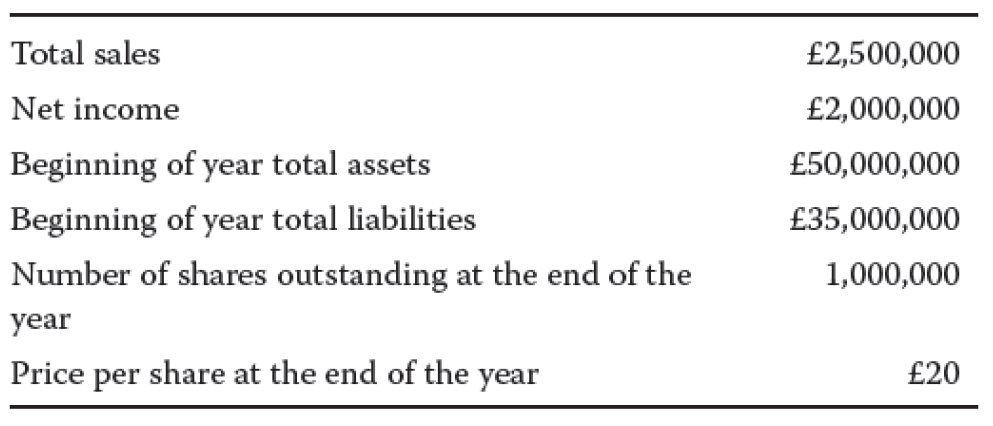 Total sales £2,500,000
Net income £2,000,000
Beginning of year total assets £50,000,000
Beginning of year total liabilities £35,000,000
Number of shares outstanding at the end of the 1,000,000
year
Price per share at the end of the year £20